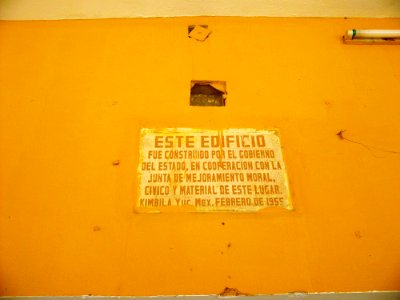 ESTE EDIFICIO
FUE CONSTRUIDO POR EL GOBIERNO
DEL ESTADO, EN COOPERACION CON LA
JUNTA DE MEJORAMIENTO MORAL,
CIVICO Y MATERIAL DE ESTE LUGAR.
KIMBILA YUC. MEX. FEBRERO DE 1955